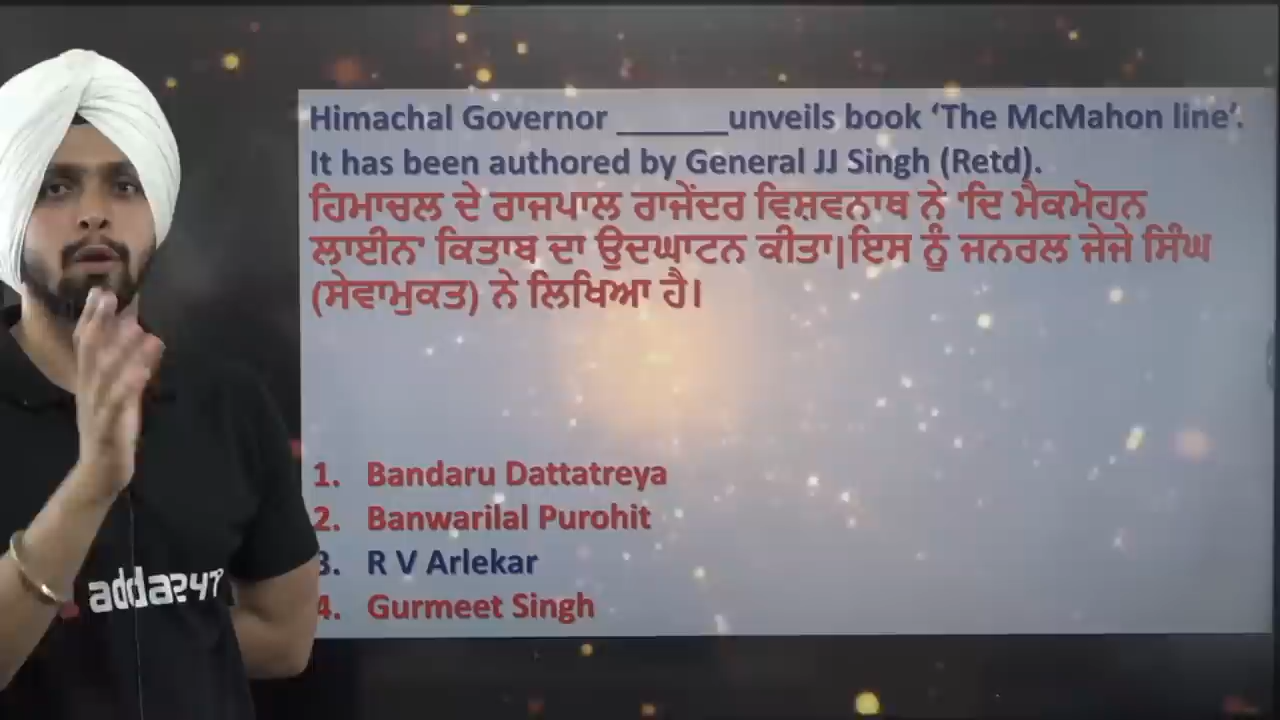 Himachal Governor ______unveils book ‘The McMahon line’.
It has been authored by General JJ Singh (Retd).
ਹਿਮਾਚਲ ਦੇ ਰਾਜਪਾਲ ਰਾਜੇਂਦਰ ਵਿਸ਼ਵਨਾਥ ਨੇ 'ਦਿ ਮੈਕਮੋਹਨ
ਲਾਈਨ' ਕਿਤਾਬ ਦਾ ਉਦਘਾਟਨ ਕੀਤਾ|ਇਸ ਨੂੰ ਜਨਰਲ ਜੇਜੇ ਸਿੰਘ
(ਸੇਵਾਮੁਕਤ) ਨੇ ਲਿਖਿਆ ਹੈ।
1. Bandaru Dattatreya
2. Banwarilal Purohit
3. R V Arlekar
4. Gurmeet Singh
adda247